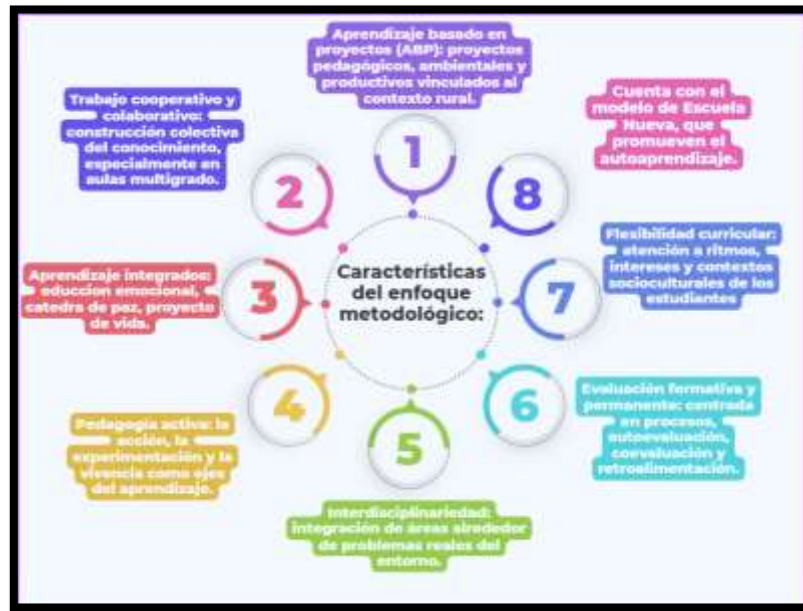 Características
del enfoque
metodológico:
1
Aprendizaje basado en
proyectos (ABP): proyectos
pedagógicos, ambientales y
productivos vinculados al
contexto rural.
2
Trabajo cooperativo y
colaborativo:
construcción colectiva
del conocimiento,
especialmente en
aulas multigrado.
3
Aprendizaje integrados:
educcion emocional,
catedra de paz, proyecto
de vida.
4
Pedagogía activa: la
acción, la
experimentación y la
vivencia como ejes
del aprendizaje.
5
Interdisciplinariedad:
integración de áreas alrededor
de problemas reales del
entorno.
6
Evaluación formativa y
permanente: centrada
en procesos,
autoevaluación,
coevaluación y
retroalimentación.
7
Flexibilidad curricular:
atención a ritmos,
intereses y contextos
socioculturales de los
estudiantes
8
Cuenta con el
modelo de Escuela
Nueva, que
promueven el
autoaprendizaje.